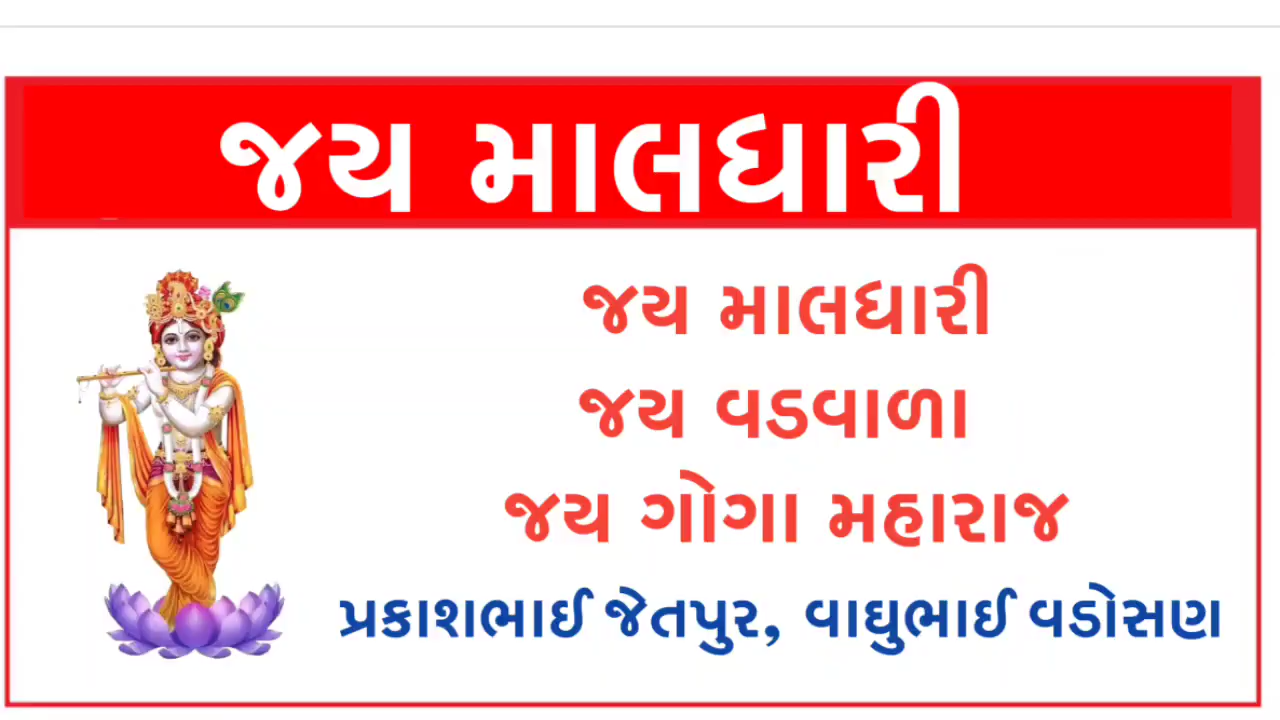 જય માલધારી
જય માલધારી
જય વડવાળા
જય ગોગા મહારાજ
પ્રકાશભાઈ જેતપુર, વાઘુભાઈ વડોસણ